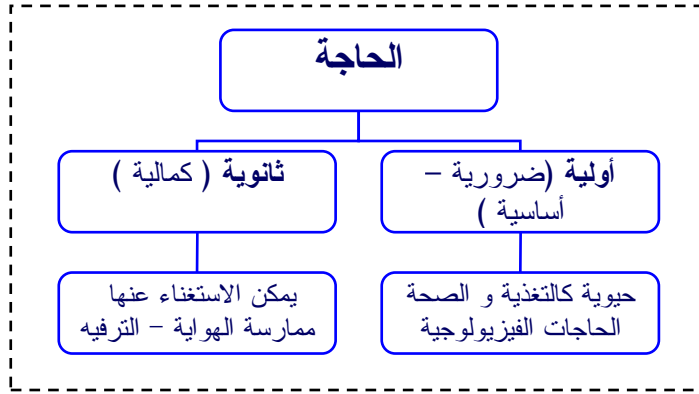 الحاجة
أولية (ضرورية –
أساسية )
ثانوية ( كمالية )
حيوية كالتغذية و الصحة
الحاجات الفيزيولوجية
يمكن الاستغناء عنها
ممارسة الهواية – الترفيه